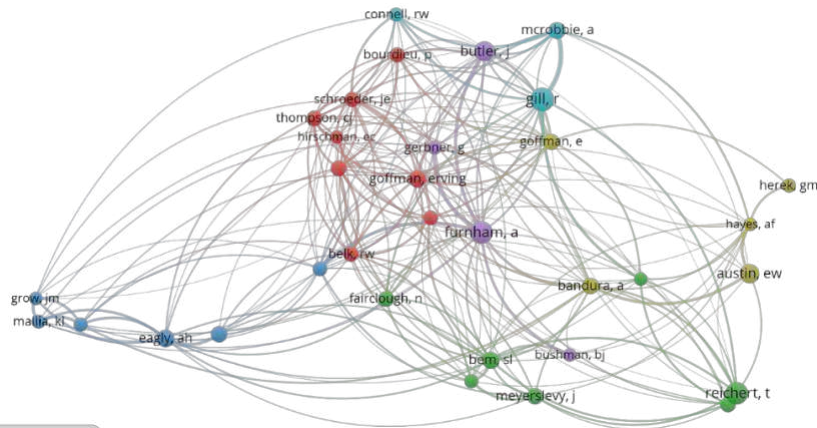 connell, rw
mcrobbie, a
butler, j
bourdieu, p
schroeder, je
gill, r
thompson, cj
hirschman, ec
goffman, e
gerbner, g
goffman, erving
herek, gm
hayes, af
furnham, a
belk, rw
austin, ew
bandura, a
grow, jm
fairclough, n
mallia, kl
eagly, ah
bem, sl
bushman, bj
reichert, t
meyerslevy, j